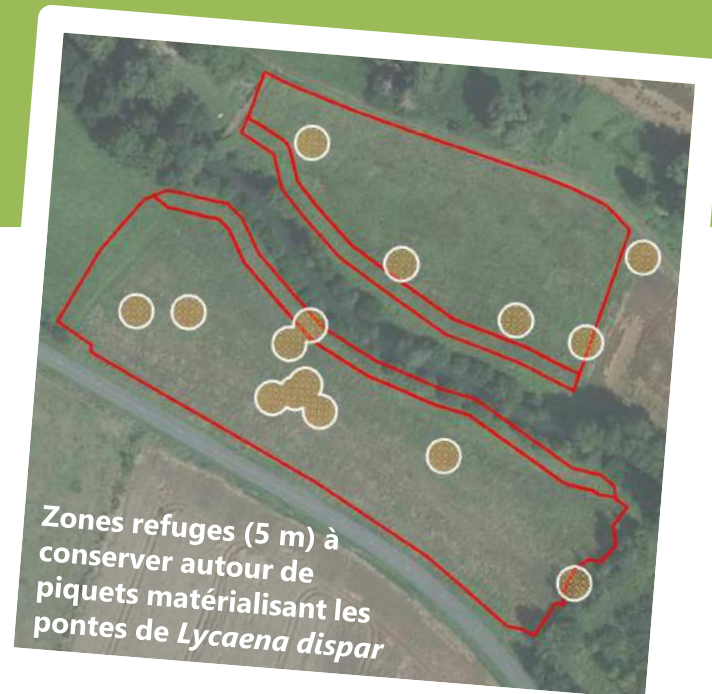 Zones refuges (5 m) à
conserver autour de
piquets matérialisant les
pontes de Lycaena dispar